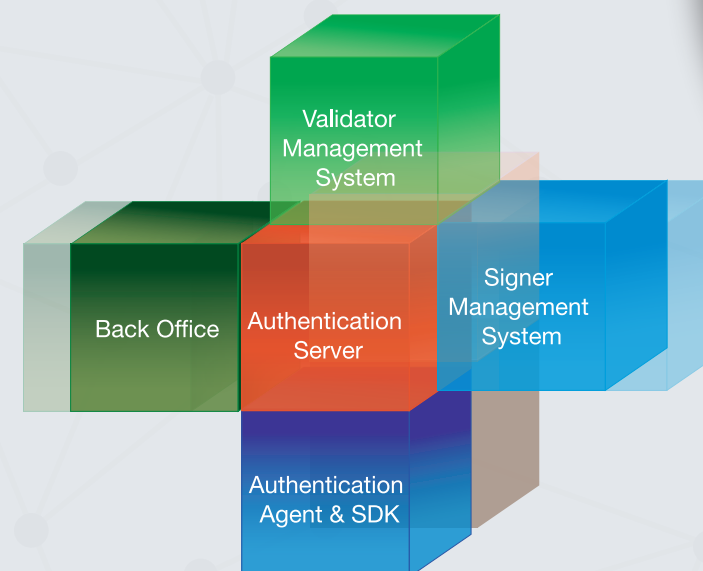 Validator
Management
System
Back Office
Authentication
Server
Signer
Management
System
Authentication
Agent & SDK